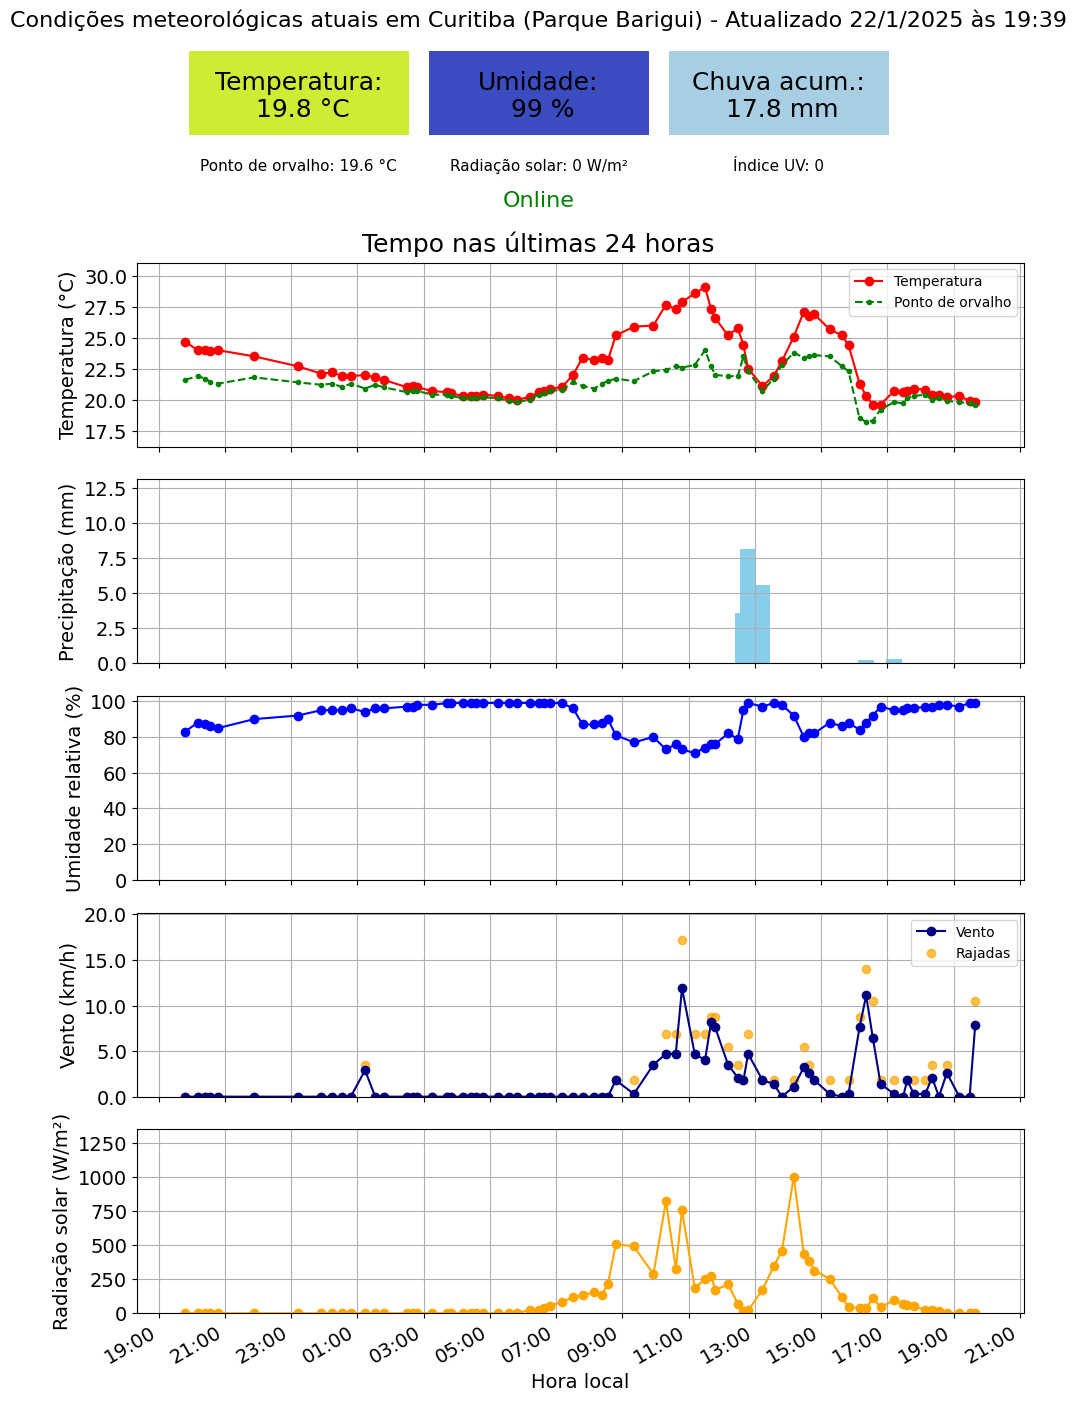 Condições meteorológicas atuais em Curitiba (Parque Barigui) - Atualizado 22/1/2025 às 19:39
Temperatura:
19.8 °C
Umidade:
99 %
Chuva acum.:
17.8 mm
Ponto de orvalho: 19.6 °C
Radiação solar: 0 W/m²
Índice UV: 0
Online
Tempo nas últimas 24 horas
Temperatura (°C)
30.0
27.5
25.0
22.5
20.0
17.5
Temperatura
Ponto de orvalho
Precipitação (mm)
12.5
10.0
7.5
5.0
2.5
0.0
Umidade relativa (%)
100
80
60
40
20
0
Vento (km/h)
20.0
15.0
10.0
5.0
0.0
Vento
Rajadas
Radiação solar (W/m²)
1250
1000
750
500
250
0
19:00
21:00
23:00
01:00
03:00
05:00
07:00
09:00
11:00
13:00
15:00
17:00
19:00
21:00
Hora local